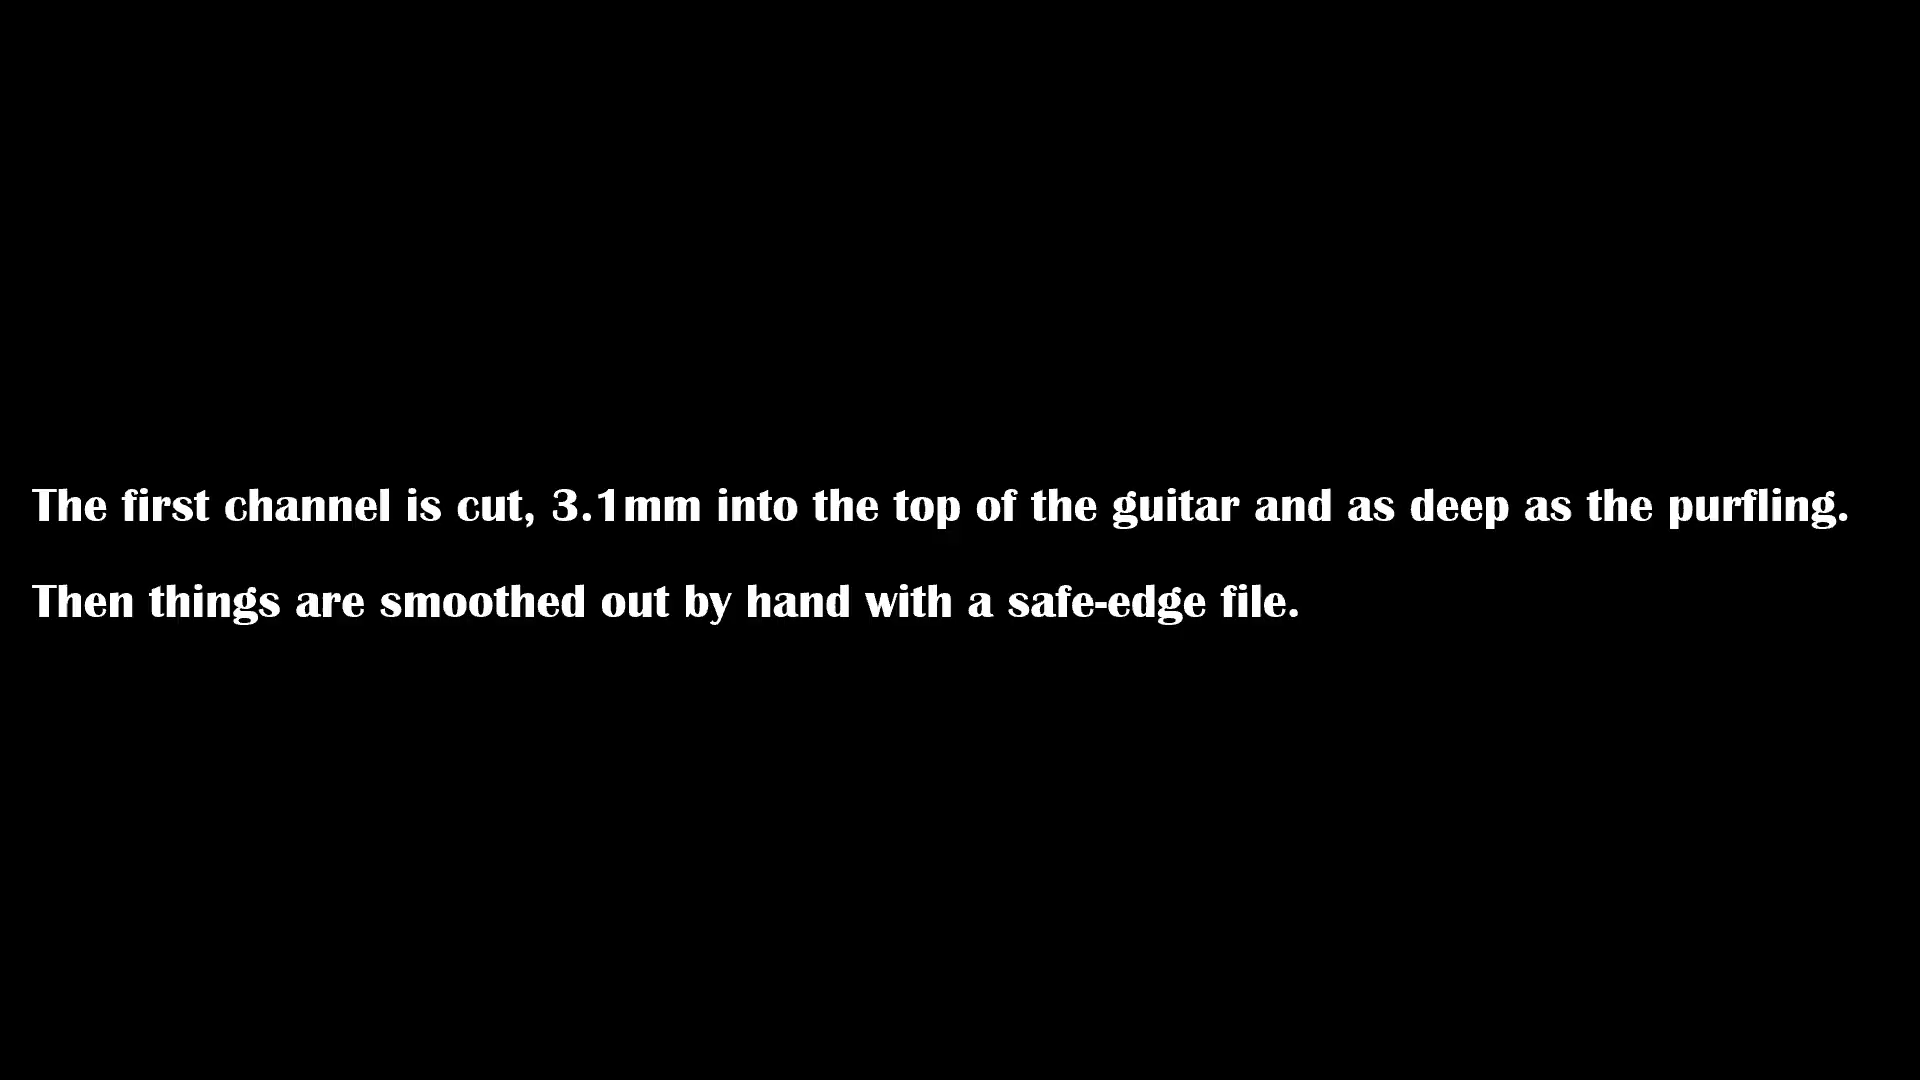 The first channel is cut, 3.1mm into the top of the guitar and as deep as the purfling.
Then things are smoothed out by hand with a safe-edge file.